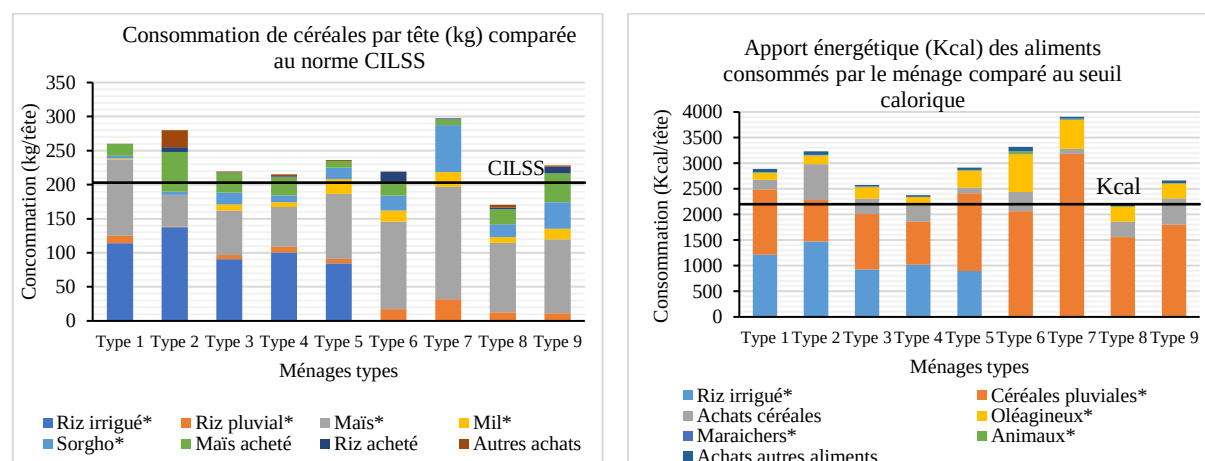 Consommation de céréales par tête (kg) comparée
au norme CILSS
Concommation (kg/tête)
350
300
250
200
150
100
50
0
CILSS
Type 1 Type 2 Type 3 Type 4 Type 5 Type 6 Type 7 Type 8 Type 9
Ménages types
Riz irrigué* Riz pluvial* Maïs* Mil*
Sorgho* Maïs acheté Riz acheté Autres achats
Apport énergétique (Kcal) des aliments
consommés par le ménage comparé au seuil
calorique
Consommation (Kcal/tête)
4000
3500
3000
2500
2000
1500
1000
500
0
Kcal
Type 1 Type 2 Type 3 Type 4 Type 5 Type 6 Type 7 Type 8 Type 9
Ménages types
Riz irrigué* Céréales pluviales*
Achats céréales Oléagineux*
Maraichers* Animaux*
Achats autres aliments